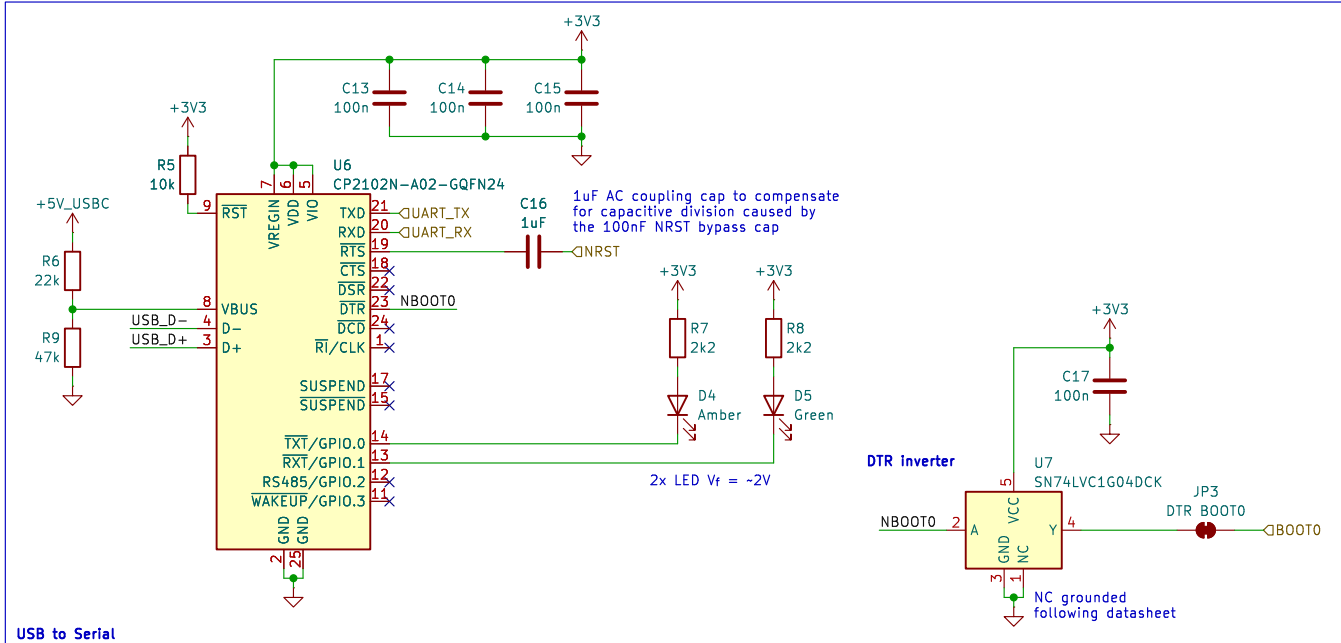 +3V3
C13
100n
C14
100n
C15
100n
+3V3
R5
10k
U6
CP2102N-A02-GQFN24
7
6
5
VREGIN
VDD
VIO
9
RST
TXD
21
UART_TX
RXD
20
UART_RX
RTS
19
C16
1uF
NRST
1uF AC coupling cap to compensate
for capacitive division caused by
the 100nF NRST bypass cap
CTS
18
DSR
22
DTR
23
NBOOT0
DCD
24
RI/CLK
1
+5V_USBC
R6
22k
8
VBUS
USB_D-
4
D-
USB_D+
3
D+
R9
47k
SUSPEND
17
SUSPEND
15
TXT/GPIO.0
14
RXT/GPIO.1
13
RS485/GPIO.2
12
WAKEUP/GPIO.3
11
GND
GND
2
25
+3V3
R7
2k2
D4
Amber
+3V3
R8
2k2
D5
Green
2x LED Vf = ~2V
DTR inverter
+3V3
C17
100n
U7
SN74LVC1G04DCK
5
VCC
NBOOT0
2
A
Y
4
GND
NC
3
1
JP3
DTR BOOT0
BOOT0
NC grounded
following datasheet
USB to Serial